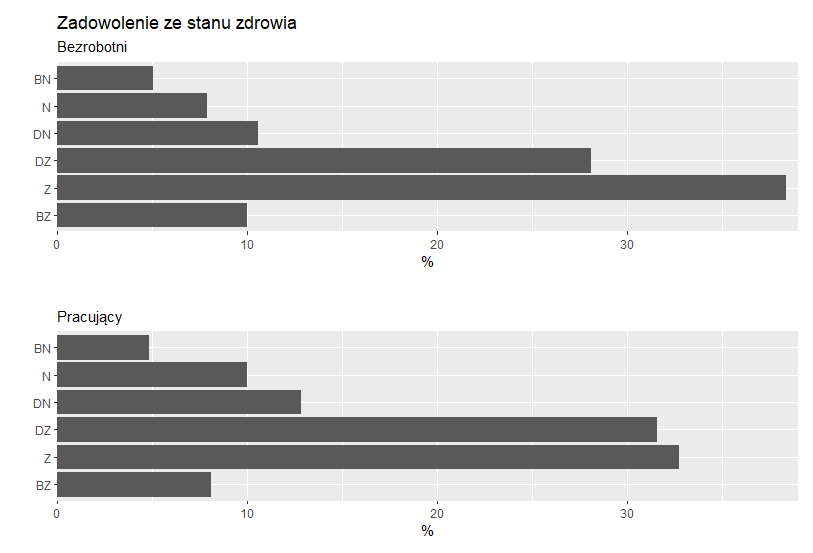 Zadowolenie ze stanu zdrowia
Bezrobotni
BN
N
DN
DZ
Z
BZ
0 10 20 30
%
Pracujący
BN
N
DN
DZ
Z
BZ
0 10 20 30
%